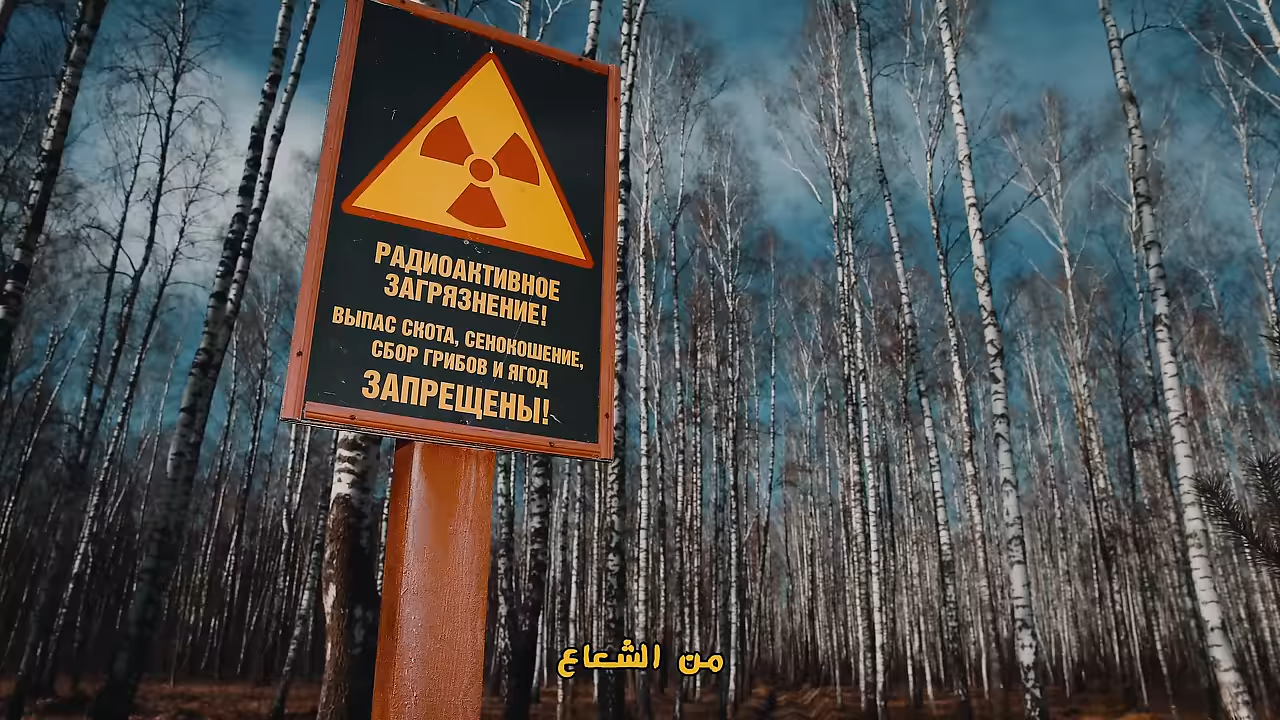 РАДИОАКТИВНОЕ
ЗАГРЯЗНЕНИЕ!
ВЫПАС СКОТА, СЕНОКОШЕНИЕ,
СБОР ГРИБОВ И ЯГОД
ЗАПРЕЩЕНЫ!
من الشعاع